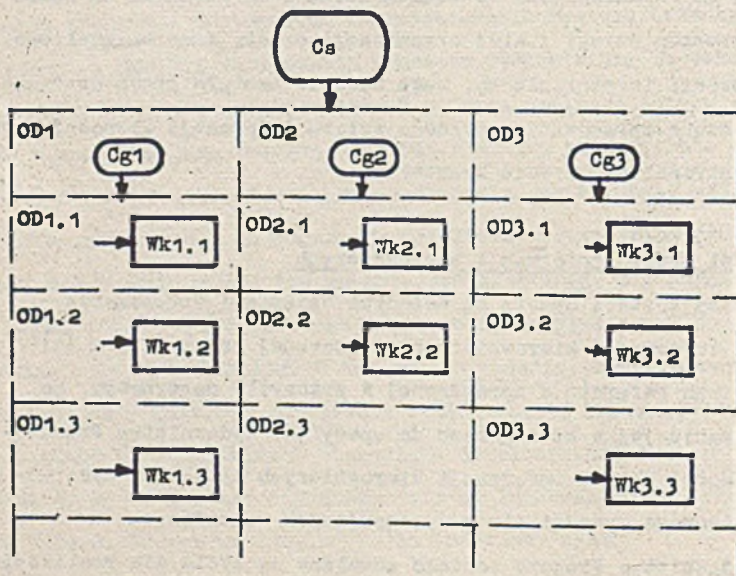 Cs
OD1 OD2 OD3
Cg1 Cg2 Cg3
OD1.1 Wk1.1 OD2.1 Wk2.1 OD3.1 Wk3.1
OD1.2 Wk1.2 OD2.2 Wk2.2 OD3.2 Wk3.2
OD1.3 Wk1.3 OD2.3 OD3.3 Wk3.3